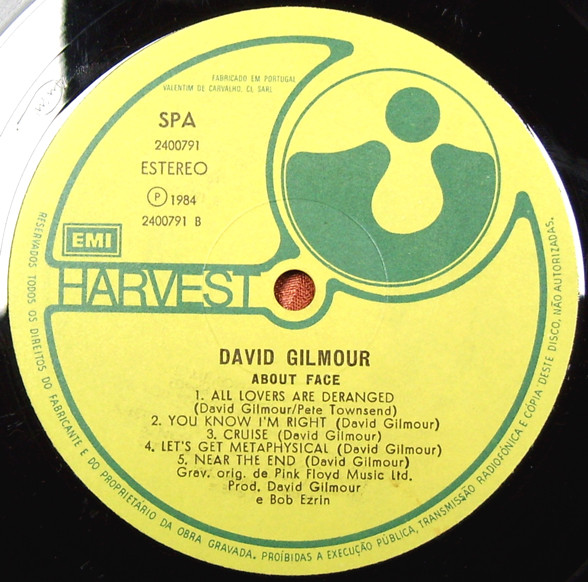 FABRICADO EM PORTUGAL
VALENTIM DE CARVALHO, CI, SARL
SPA
2400791
ESTEREO
P 1984
2400791 B
EMI
HARVEST
DAVID GILMOUR
ABOUT FACE
1. ALL LOVERS ARE DERANGED
(David Gilmour/Pete Townsend)
2. YOU KNOW I'M RIGHT (David Gilmour)
3. CRUISE (David Gilmour)
4. LET'S GET METAPHYSICAL (David Gilmour)
5. NEAR THE END (David Gilmour)
Grav. orig. de Pink Floyd Music Ltd.
Prod. David Gilmour
e Bob Ezrin
RESERVADOS TODOS OS DIREITOS DO FABRICANTE E DO PROPRIETÁRIO DA OBRA GRAVADA. PROÍBIDAS A EXECUÇÃO PÚBLICA, TRANSMISSÃO RADIOFÓNICA E CÓPIA DESTE DISCO, NÃO AUTORIZADAS.